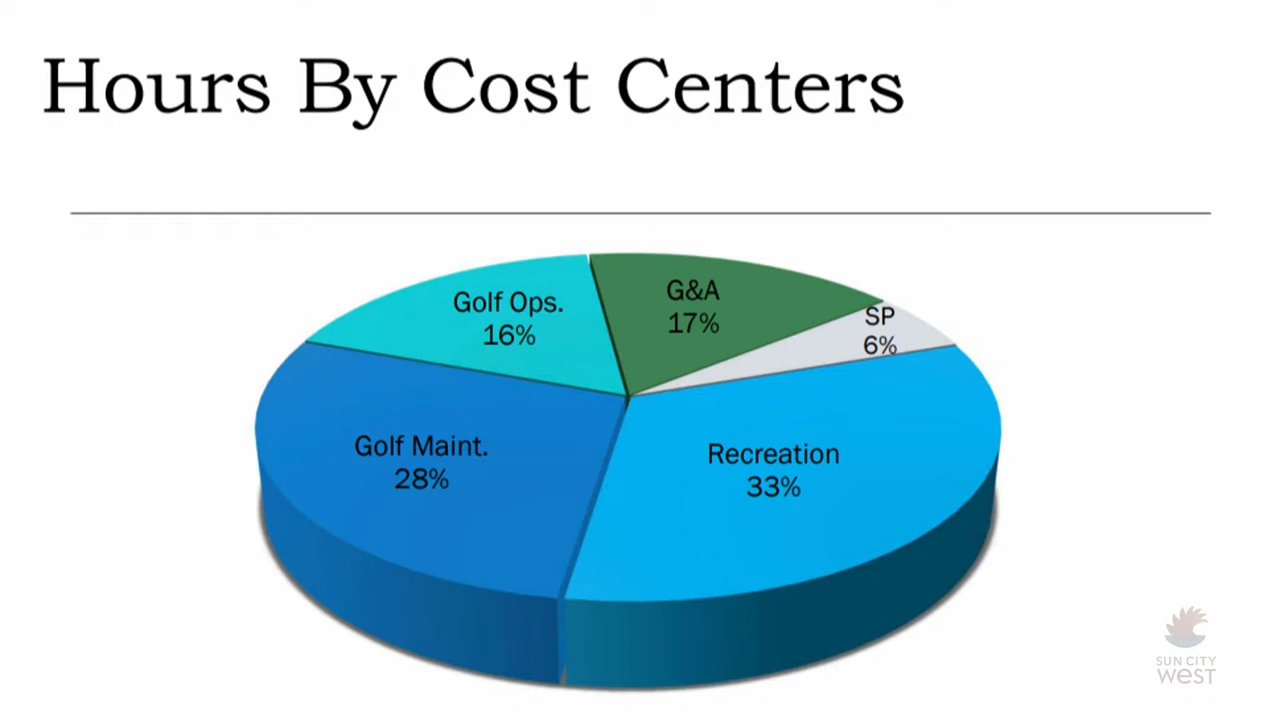 Hours By Cost Centers
G&A
17%
Golf Ops.
16%
SP
6%
Golf Maint.
28%
Recreation
33%
SUN CITY
WEST